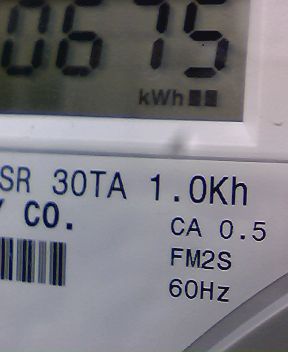 0675
kWh
SR 30TA 1.0Kh
Y CO.
CA 0.5
FM2S
60Hz